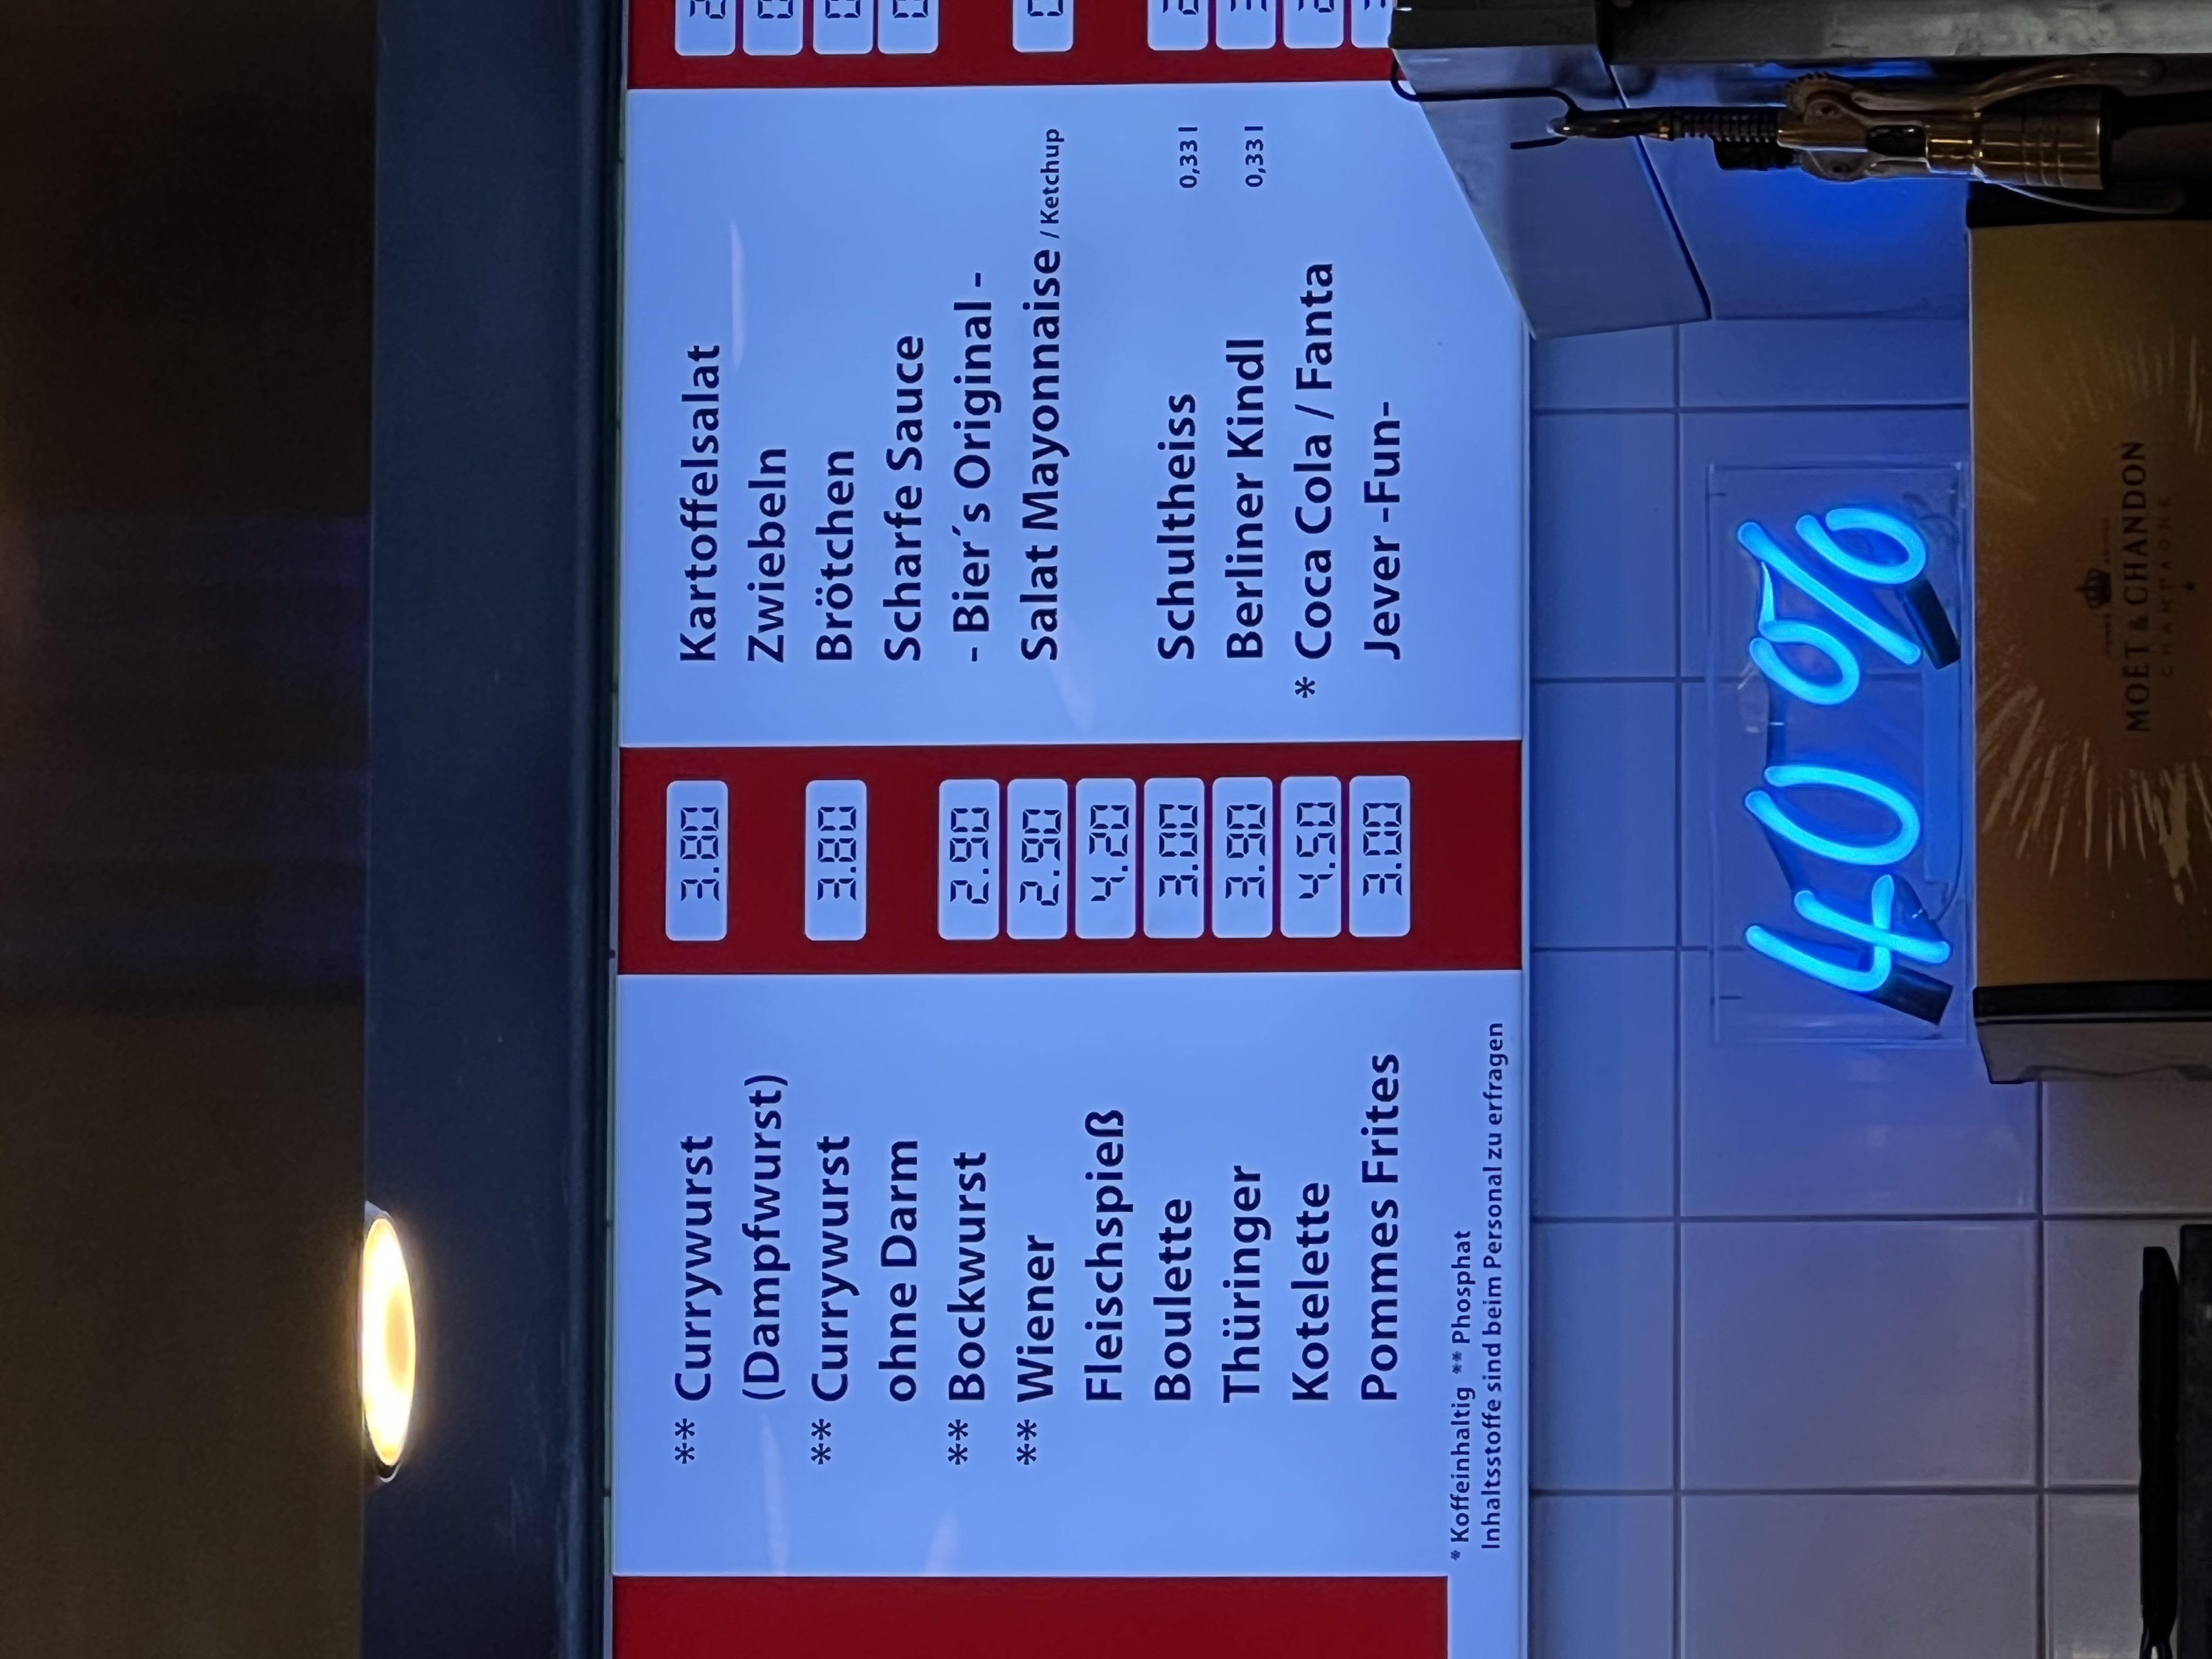 ** Currywurst 3.80
(Dampfwurst)
** Currywurst 3.80
ohne Darm
** Bockwurst 2.90
** Wiener 2.90
Fleischspieß 4.20
Boulette 3.00
Thüringer 3.90
Kotelette 4.50
Pommes Frites 3.00
* Koffeinhaltig ** Phosphat
Inhaltsstoffe sind beim Personal zu erfragen
Kartoffelsalat
Zwiebeln
Brötchen
Scharfe Sauce
- Bier´s Original -
Salat Mayonnaise / Ketchup
Schultheiss 0,33 l
Berliner Kindl 0,33 l
* Coca Cola / Fanta
Jever -Fun-
40%
MOËT & CHANDON
CHAMPAGNE